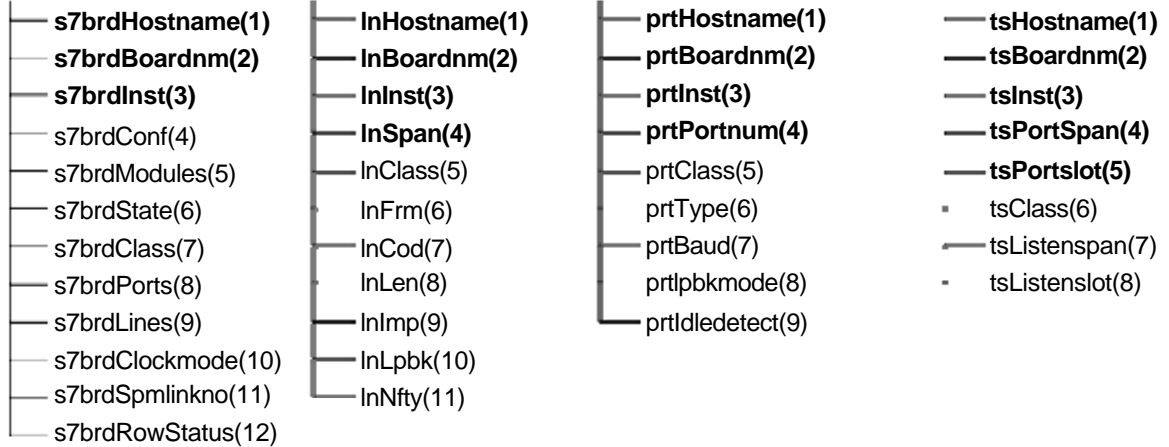 s7brdHostname(1)
s7brdBoardnm(2)
s7brdInst(3)
s7brdConf(4)
s7brdModules(5)
s7brdState(6)
s7brdClass(7)
s7brdPorts(8)
s7brdLines(9)
s7brdClockmode(10)
s7brdSpmlinkno(11)
s7brdRowStatus(12)
lnHostname(1)
lnBoardnm(2)
lnInst(3)
lnSpan(4)
lnClass(5)
lnFrm(6)
lnCod(7)
lnLen(8)
lnImp(9)
lnLpbk(10)
lnNfty(11)
prtHostname(1)
prtBoardnm(2)
prtInst(3)
prtPortnum(4)
prtClass(5)
prtType(6)
prtBaud(7)
prtlpbkmode(8)
prtIdledetect(9)
tsHostname(1)
tsBoardnm(2)
tsInst(3)
tsPortSpan(4)
tsPortslot(5)
tsClass(6)
tsListenspan(7)
tsListenslot(8)